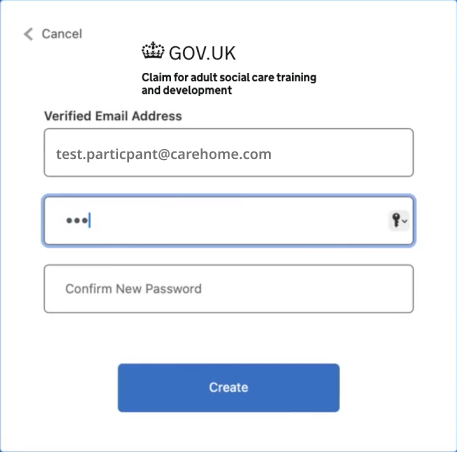 Cancel
GOV.UK
Claim for adult social care training
and development
Verified Email Address
test.particpant@carehome.com
•••
Confirm New Password
Create